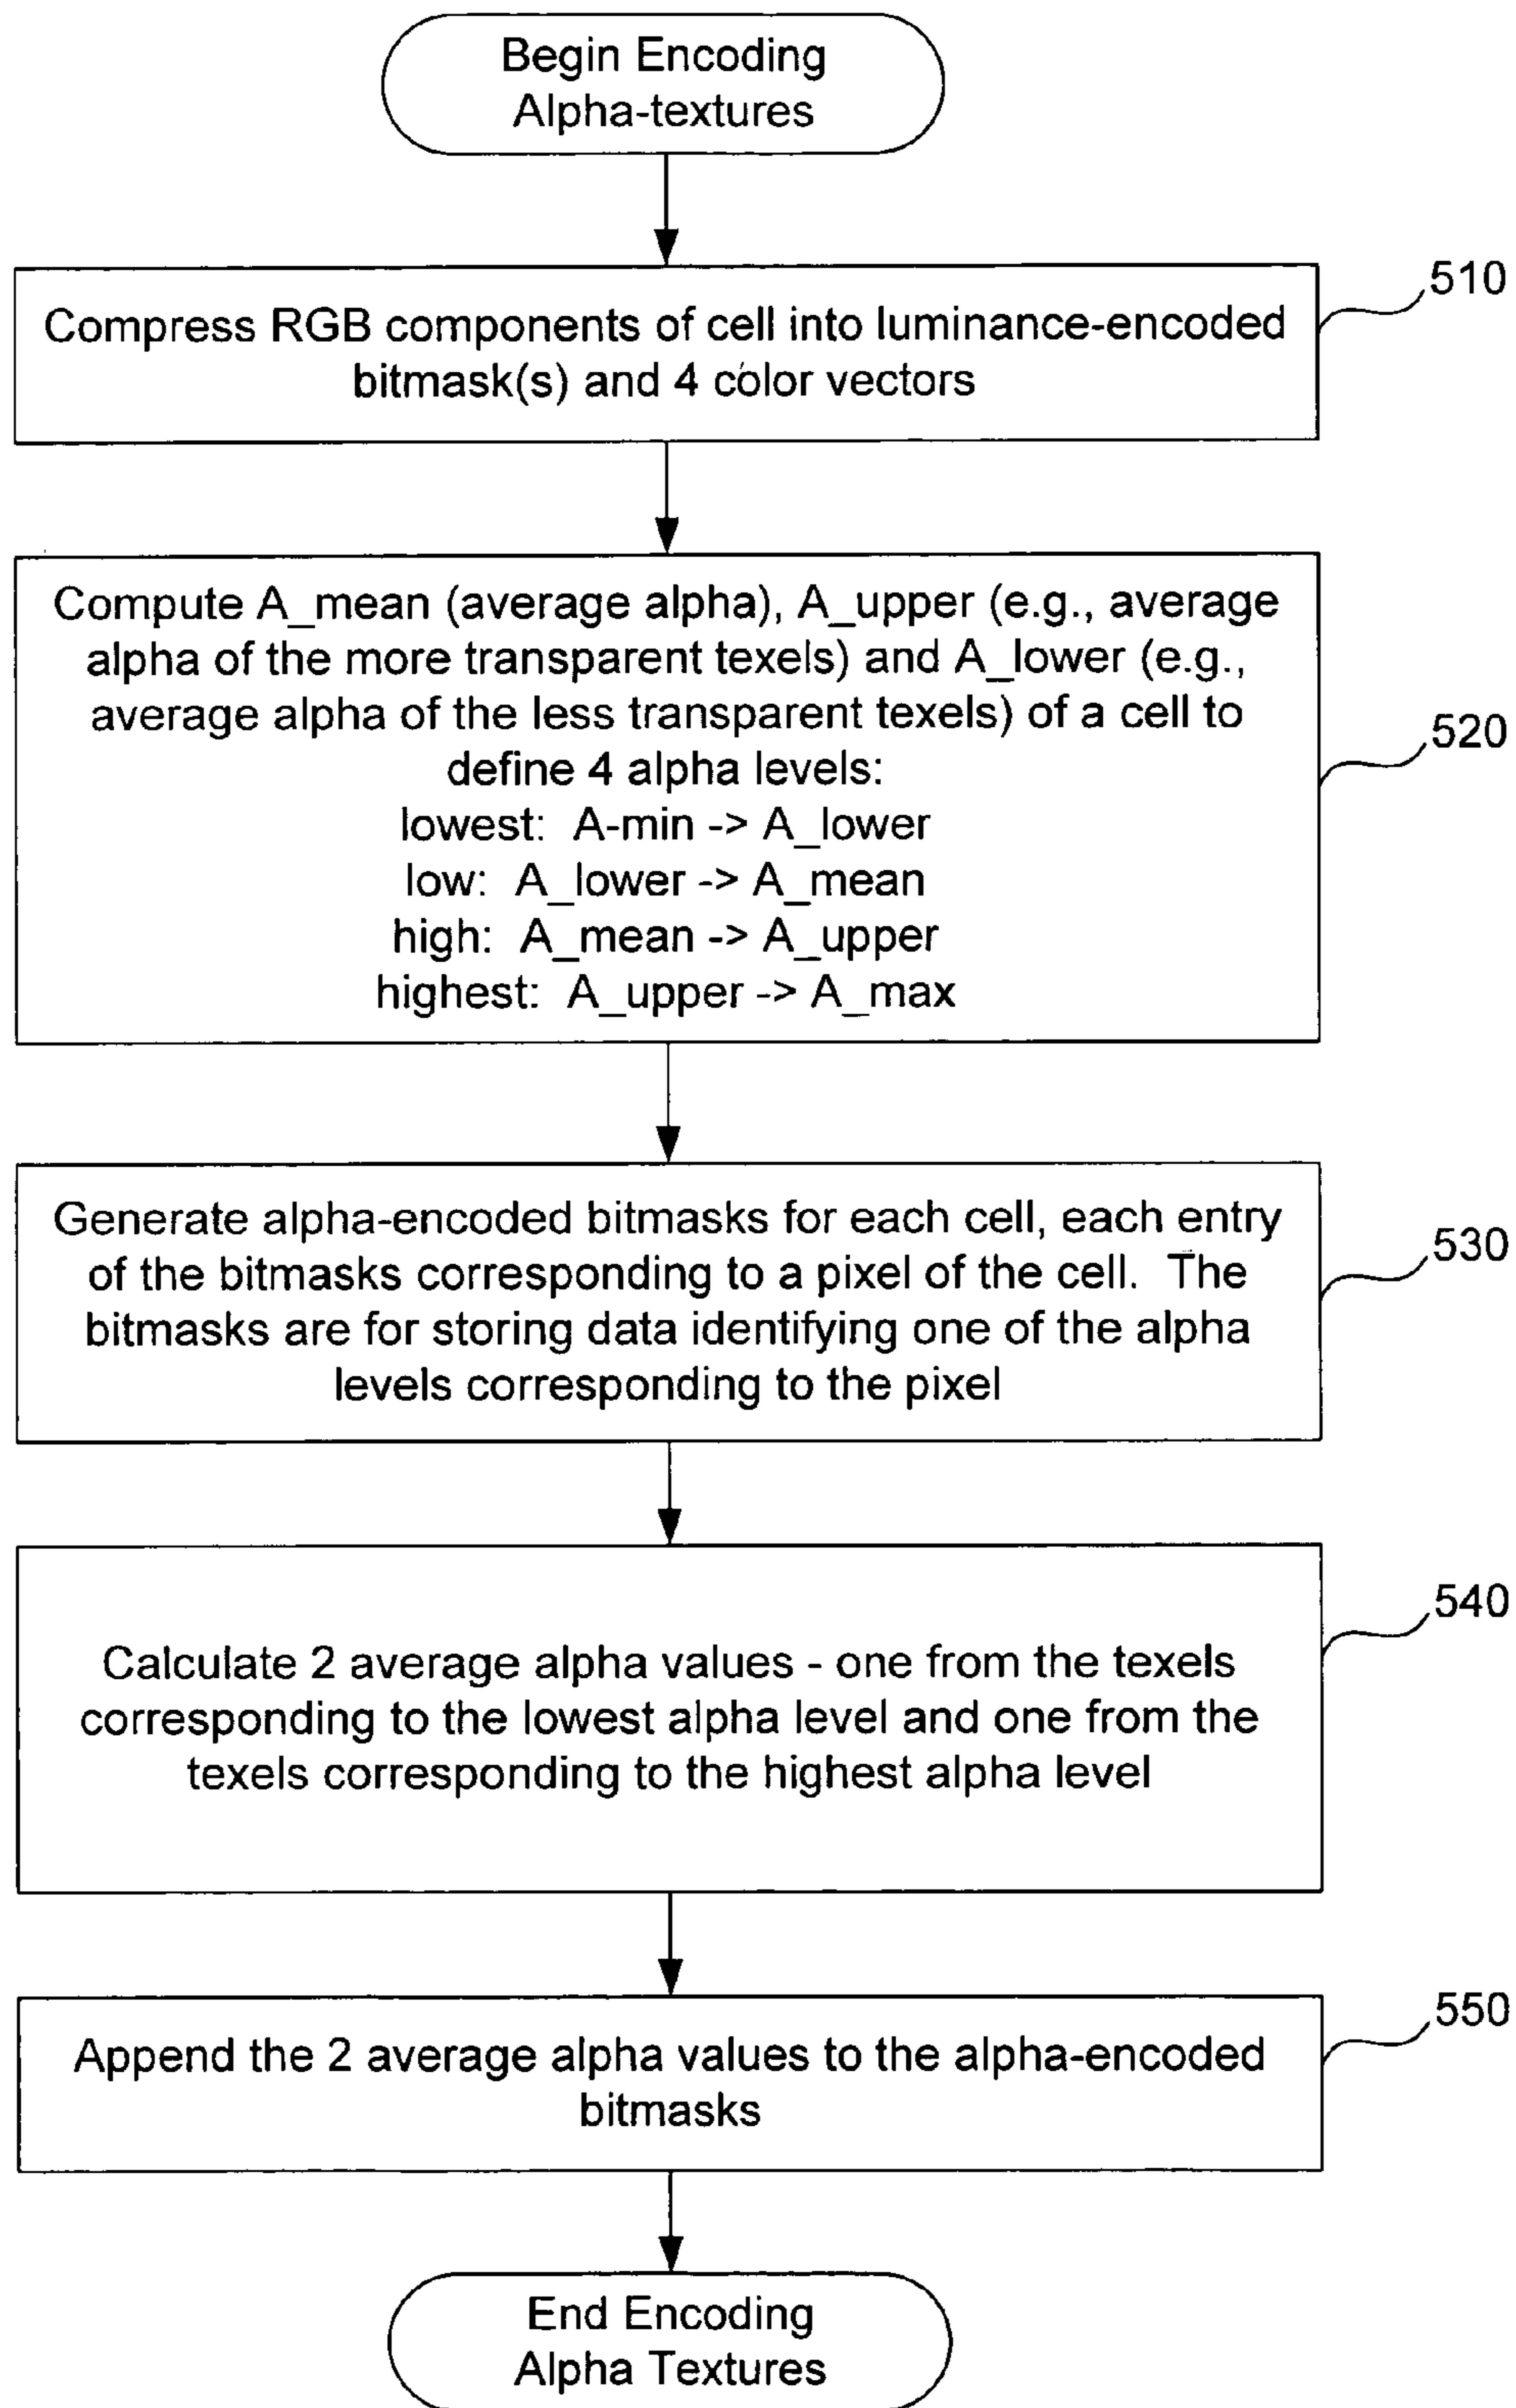 Begin Encoding
Alpha-textures
510
Compress RGB components of cell into luminance-encoded
bitmask(s) and 4 color vectors
Compute A_mean (average alpha), A_upper (e.g., average
alpha of the more transparent texels) and A_lower (e.g.,
average alpha of the less transparent texels) of a cell to
520
define 4 alpha levels:
lowest: A-min -> A_lower
low: A_lower -> A_mean
high: A_mean -> A_upper
highest: A_upper -> A_max
Generate alpha-encoded bitmasks for each cell, each entry
530
of the bitmasks corresponding to a pixel of the cell. The
bitmasks are for storing data identifying one of the alpha
levels corresponding to the pixel
540
Calculate 2 average alpha values - one from the texels
corresponding to the lowest alpha level and one from the
texels corresponding to the highest alpha level
550
Append the 2 average alpha values to the alpha-encoded
bitmasks
End Encoding
Alpha Textures